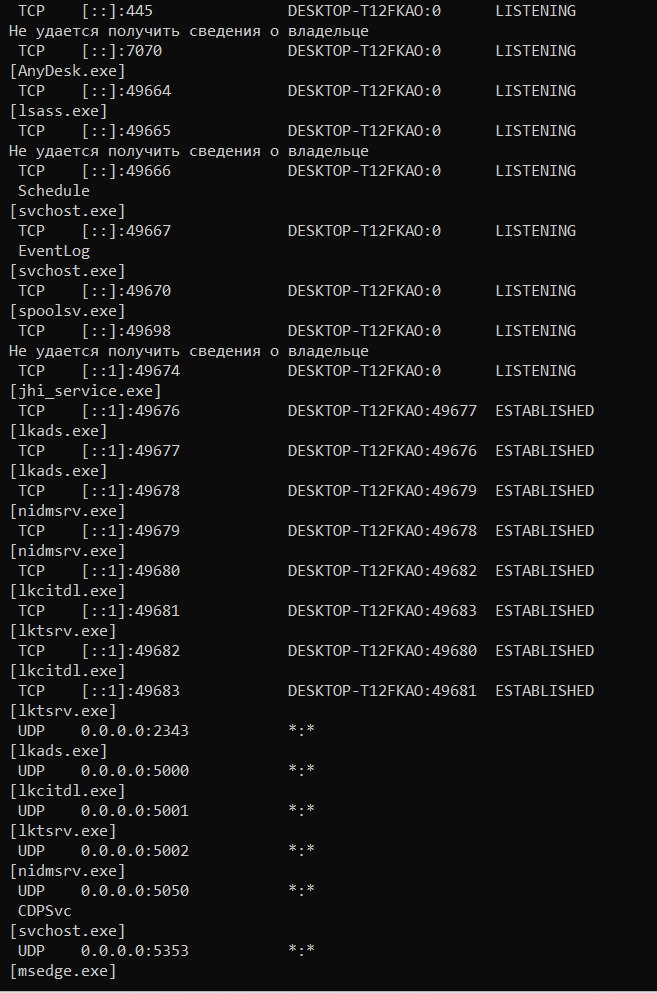 TCP    [::]:445               DESKTOP-T12FKAO:0      LISTENING
Не удается получить сведения о владельце
TCP    [::]:7070              DESKTOP-T12FKAO:0      LISTENING
[AnyDesk.exe]
TCP    [::]:49664             DESKTOP-T12FKAO:0      LISTENING
[lsass.exe]
TCP    [::]:49665             DESKTOP-T12FKAO:0      LISTENING
Не удается получить сведения о владельце
TCP    [::]:49666             DESKTOP-T12FKAO:0      LISTENING
Schedule
[svchost.exe]
TCP    [::]:49667             DESKTOP-T12FKAO:0      LISTENING
EventLog
[svchost.exe]
TCP    [::]:49670             DESKTOP-T12FKAO:0      LISTENING
[spoolsv.exe]
TCP    [::]:49698             DESKTOP-T12FKAO:0      LISTENING
Не удается получить сведения о владельце
TCP    [::1]:49674            DESKTOP-T12FKAO:0      LISTENING
[jhi_service.exe]
TCP    [::1]:49676            DESKTOP-T12FKAO:49677  ESTABLISHED
[lkads.exe]
TCP    [::1]:49677            DESKTOP-T12FKAO:49676  ESTABLISHED
[lkads.exe]
TCP    [::1]:49678            DESKTOP-T12FKAO:49679  ESTABLISHED
[nidmsrv.exe]
TCP    [::1]:49679            DESKTOP-T12FKAO:49678  ESTABLISHED
[nidmsrv.exe]
TCP    [::1]:49680            DESKTOP-T12FKAO:49682  ESTABLISHED
[lkcitdl.exe]
TCP    [::1]:49681            DESKTOP-T12FKAO:49683  ESTABLISHED
[lktsrv.exe]
TCP    [::1]:49682            DESKTOP-T12FKAO:49680  ESTABLISHED
[lkcitdl.exe]
TCP    [::1]:49683            DESKTOP-T12FKAO:49681  ESTABLISHED
[lktsrv.exe]
UDP    0.0.0.0:2343           *:*
[lkads.exe]
UDP    0.0.0.0:5000           *:*
[lkcitdl.exe]
UDP    0.0.0.0:5001           *:*
[lktsrv.exe]
UDP    0.0.0.0:5002           *:*
[nidmsrv.exe]
UDP    0.0.0.0:5050           *:*
CDPSvc
[svchost.exe]
UDP    0.0.0.0:5353           *:*
[msedge.exe]